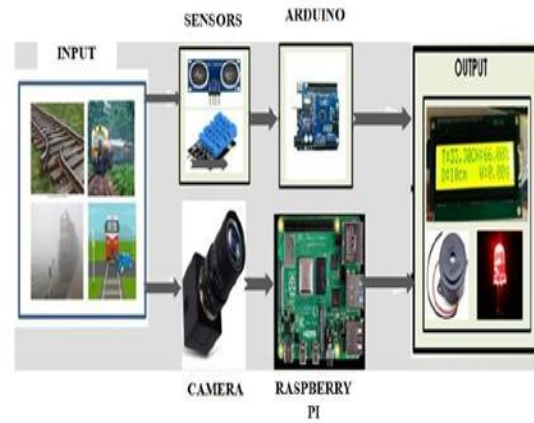 SENSORS
ARDUINO
INPUT
OUTPUT
CAMERA
RASPBERRY
PI